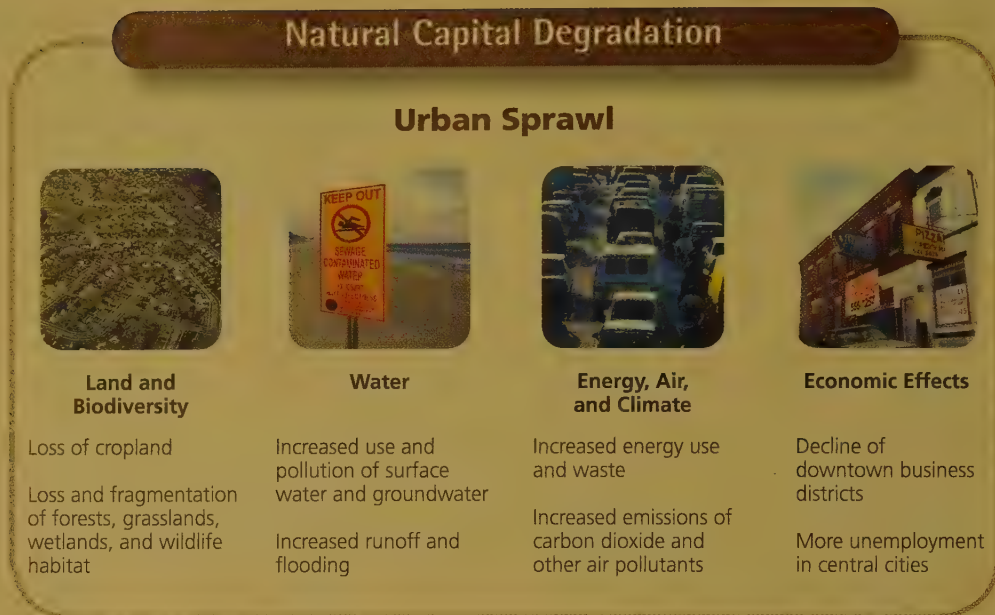 Natural Capital Degradation
Urban Sprawl
KEEP OUT
SEWAGE
CONTAMINATED
WATER
PIZZA
Land and
Biodiversity
Loss of cropland
Loss and fragmentation
of forests, grasslands,
wetlands, and wildlife
habitat
Water
Increased use and
pollution of surface
water and groundwater
Increased runoff and
flooding
Energy, Air,
and Climate
Increased energy use
and waste
Increased emissions of
carbon dioxide and
other air pollutants
Economic Effects
Decline of
downtown business
districts
More unemployment
in central cities